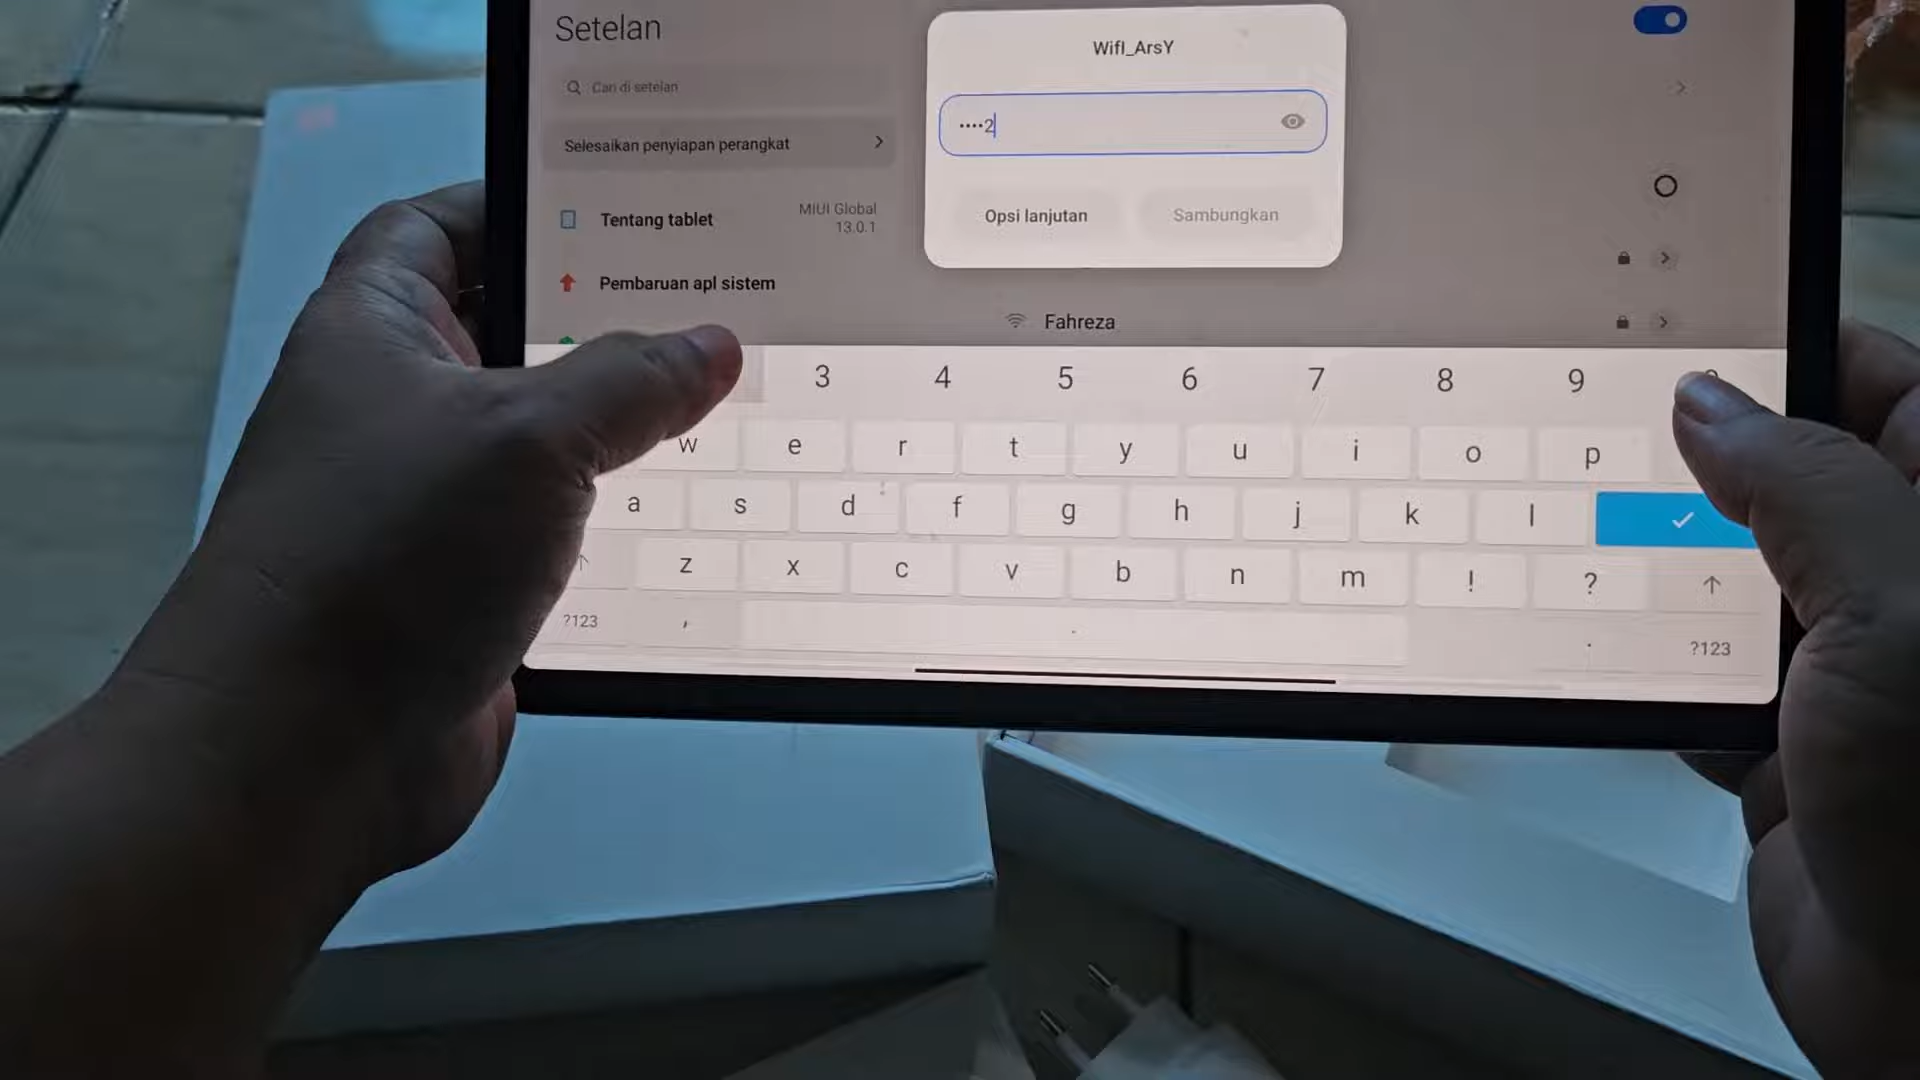 Setelan
Cari di setelan
Selesaikan penyiapan perangkat
Tentang tablet
MIUI Global
13.0.1
Pembaruan apl sistem
WifI_ArsY
••••2
Opsi lanjutan
Sambungkan
Fahreza
3 4 5 6 7 8 9
w e r t y u i o p
a s d f g h j k l
z x c v b n m ! ?
?123 , . ?123